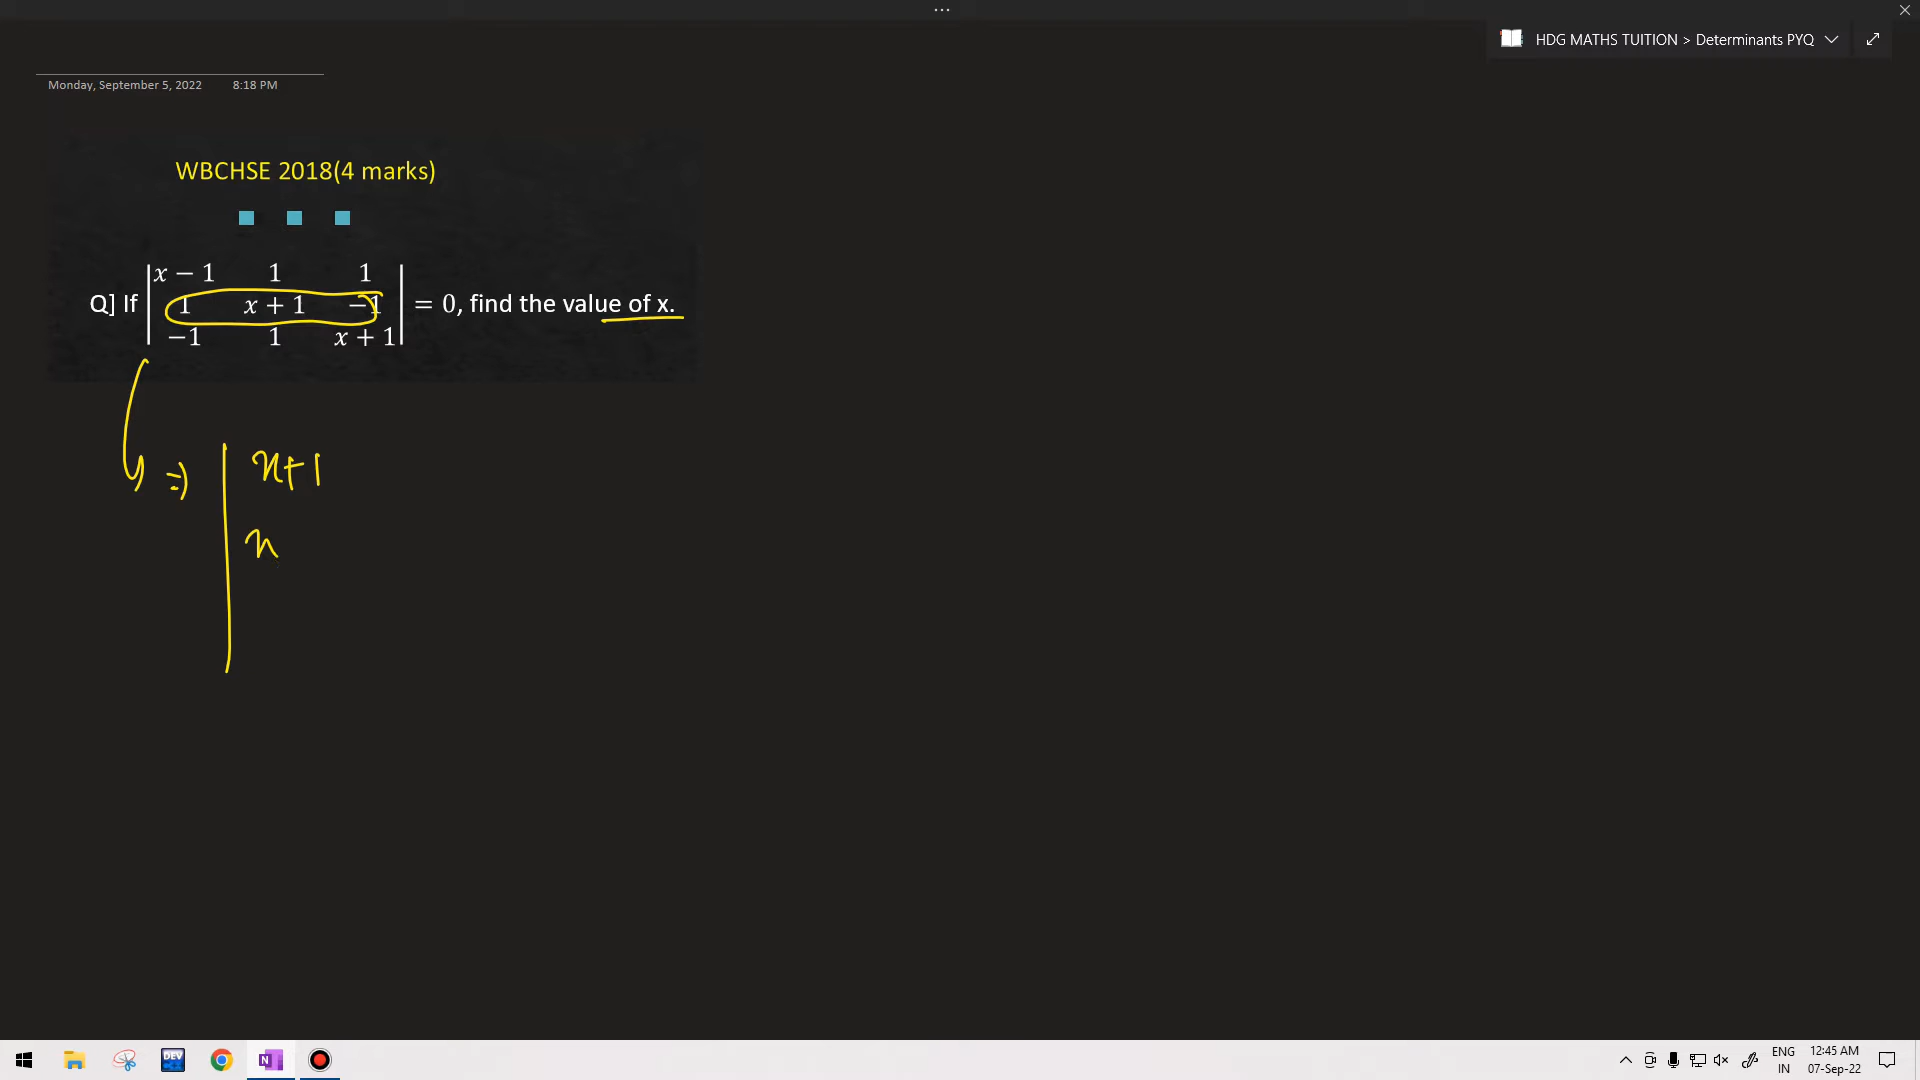 HDG MATHS TUITION > Determinants PYQ
Monday, September 5, 2022 8:18 PM
WBCHSE 2018(4 marks)
x − 1 1 1
Q] If 1 x + 1 −1 = 0, find the value of x.
−1 1 x + 1
⇒ x+1
x
DEV
C++
N
ENG
IN
12:45 AM
07-Sep-22